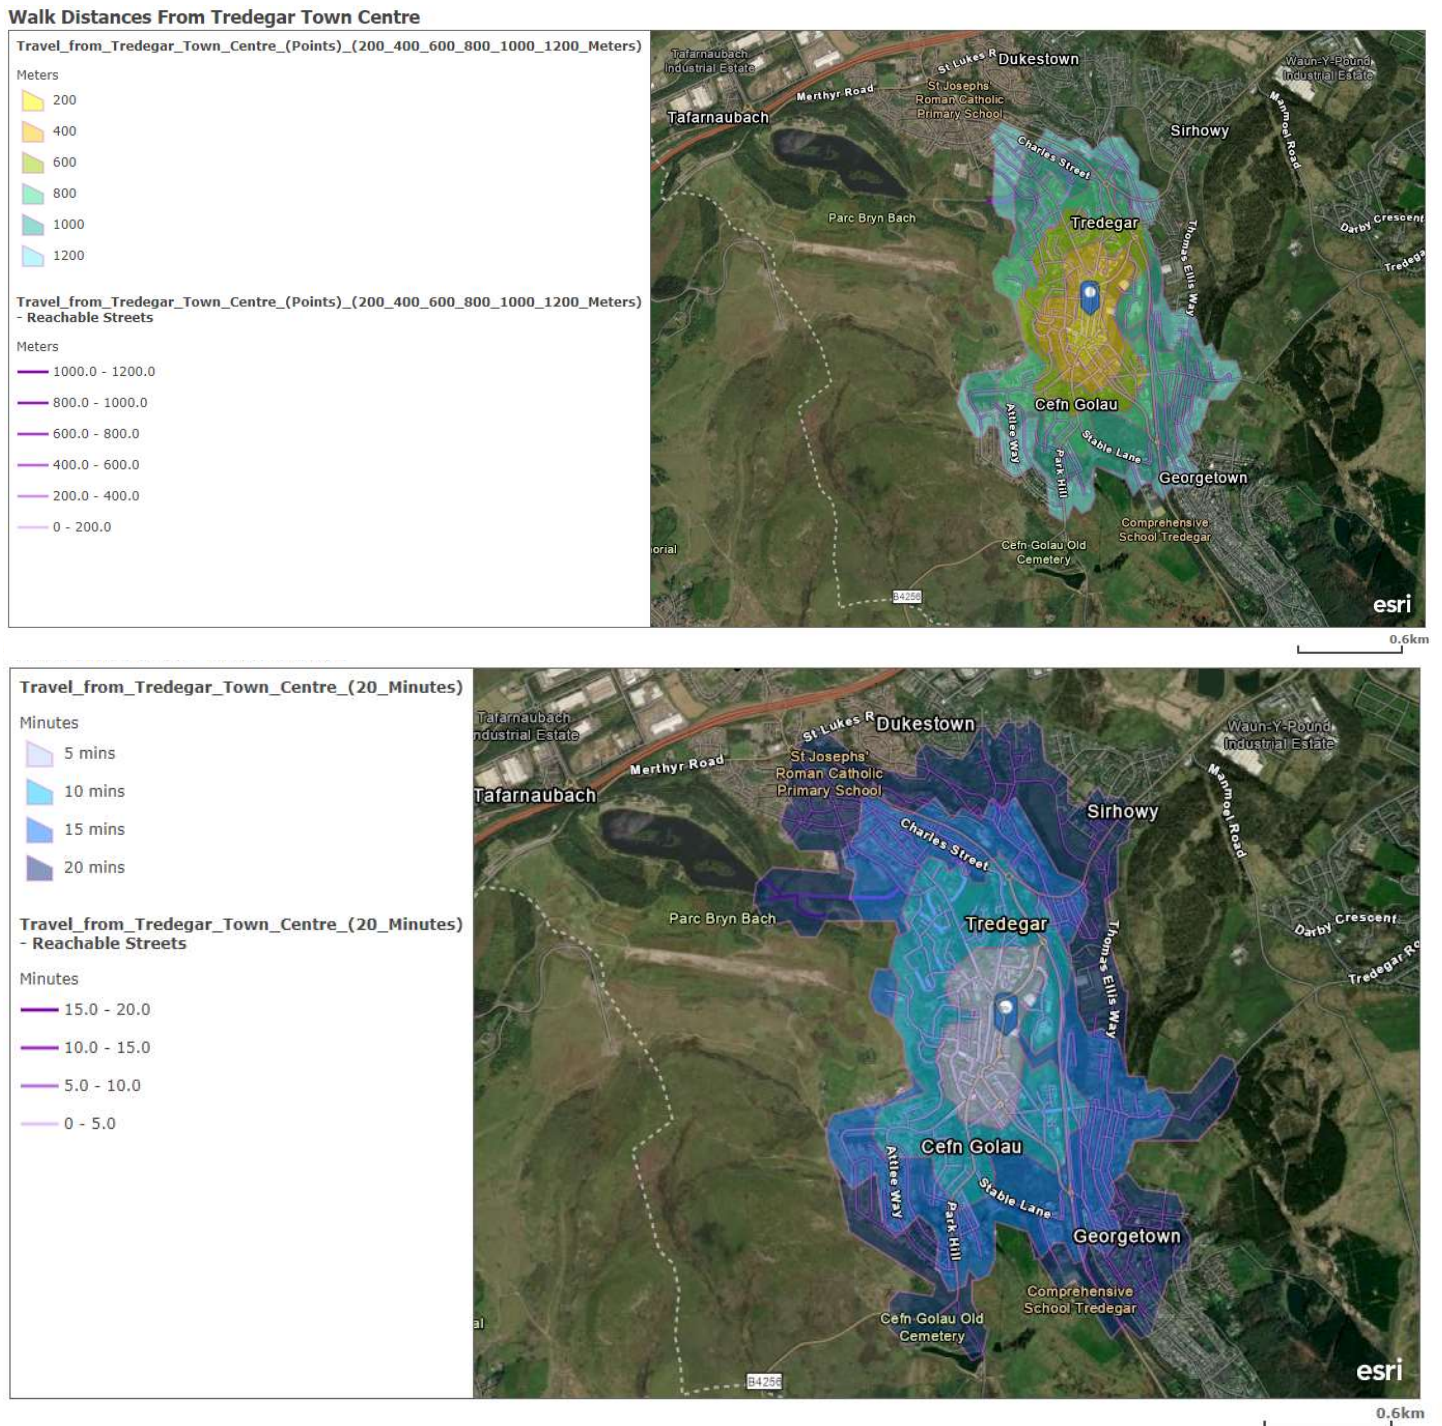 Walk Distances From Tredegar Town Centre
Travel_from_Tredegar_Town_Centre_(Points)_(200_400_600_800_1000_1200_Meters)
Meters
200
400
600
800
1000
1200
Travel_from_Tredegar_Town_Centre_(Points)_(200_400_600_800_1000_1200_Meters)
- Reachable Streets
Meters
1000.0 - 1200.0
800.0 - 1000.0
600.0 - 800.0
400.0 - 600.0
200.0 - 400.0
0 - 200.0
Tafarnaubach
Industrial Estate
St Lukes R
Dukestown
Waun-Y-Pound
Industrial Estate
Merthyr Road
St Josephs'
Roman Catholic
Primary School
Manmoel Road
Tafarnaubach
Sirhowy
Charles Street
Parc Bryn Bach
Tredegar
Darby Crescent
Thomas Ellis Way
Tredega
Cefn Golau
Attlee Way
Stable Lane
Park Hill
Georgetown
Comprehensive
School Tredegar
orial
Cefn Golau Old
Cemetery
B4256
esri
0.6km
Travel_from_Tredegar_Town_Centre_(20_Minutes)
Minutes
5 mins
10 mins
15 mins
20 mins
Travel_from_Tredegar_Town_Centre_(20_Minutes)
- Reachable Streets
Minutes
15.0 - 20.0
10.0 - 15.0
5.0 - 10.0
0 - 5.0
Tafarnaubach
ndustrial Estate
St Lukes R
Dukestown
Waun-Y-Pound
Industrial Estate
Merthyr Road
St Josephs'
Roman Catholic
Primary School
Manmoel Road
Tafarnaubach
Sirhowy
Charles Street
Parc Bryn Bach
Tredegar
Darby Crescent
Thomas Ellis Way
Tredegar Ro
Cefn Golau
Attlee Way
Stable Lane
Park Hill
Georgetown
Comprehensive
School Tredegar
al
Cefn Golau Old
Cemetery
B4256
esri
0.6km